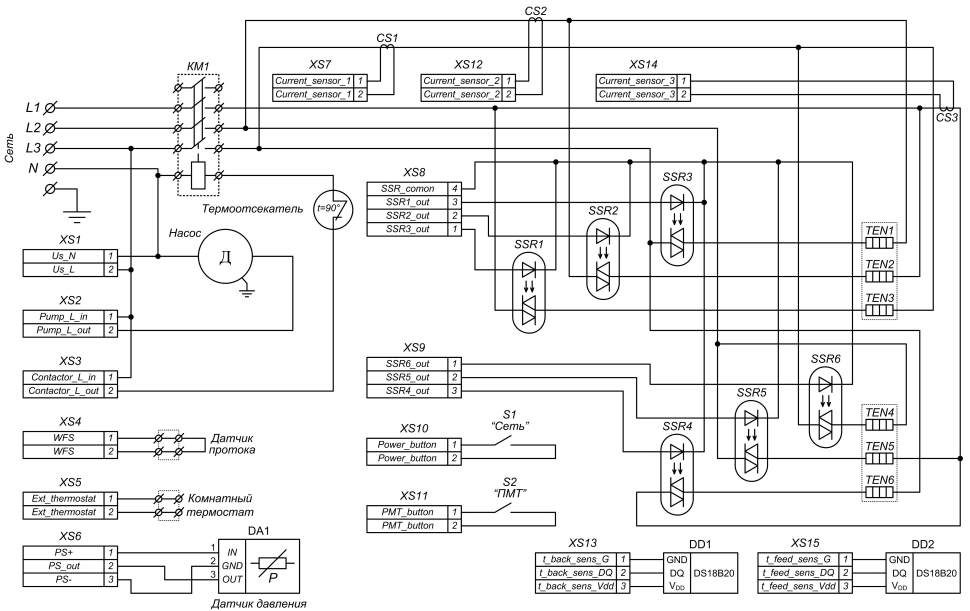 CS2
CS1
КМ1
XS7
Current_sensor_1 1
Current_sensor_1 2
XS12
Current_sensor_2 1
Current_sensor_2 2
XS14
Current_sensor_3 1
Current_sensor_3 2
CS3
Сеть
L1
L2
L3
N
Термоотсекатель
t=90°
XS8
SSR_comon 4
SSR1_out 3
SSR2_out 2
SSR3_out 1
SSR3
SSR2
SSR1
TEN1
TEN2
TEN3
XS1
Us_N 1
Us_L 2
Насос
Д
XS2
Pump_L_in 1
Pump_L_out 2
XS3
Contactor_L_in 1
Contactor_L_out 2
XS9
SSR6_out 1
SSR5_out 2
SSR4_out 3
SSR6
SSR5
SSR4
TEN4
TEN5
TEN6
XS4
WFS 1
WFS 2
Датчик
протока
XS10
Power_button 1
Power_button 2
S1
“Сеть”
XS5
Ext_thermostat 1
Ext_thermostat 2
Комнатный
термостат
XS11
PMT_button 1
PMT_button 2
S2
“ПМТ”
XS6
PS+ 1
PS_out 2
PS- 3
DA1
1 IN
2 GND
3 OUT
P
Датчик давления
XS13
t_back_sens_G 1
t_back_sens_DQ 2
t_back_sens_Vdd 3
DD1
GND
DQ
VDD
DS18B20
XS15
t_feed_sens_G 1
t_feed_sens_DQ 2
t_feed_sens_Vdd 3
DD2
GND
DQ
VDD
DS18B20